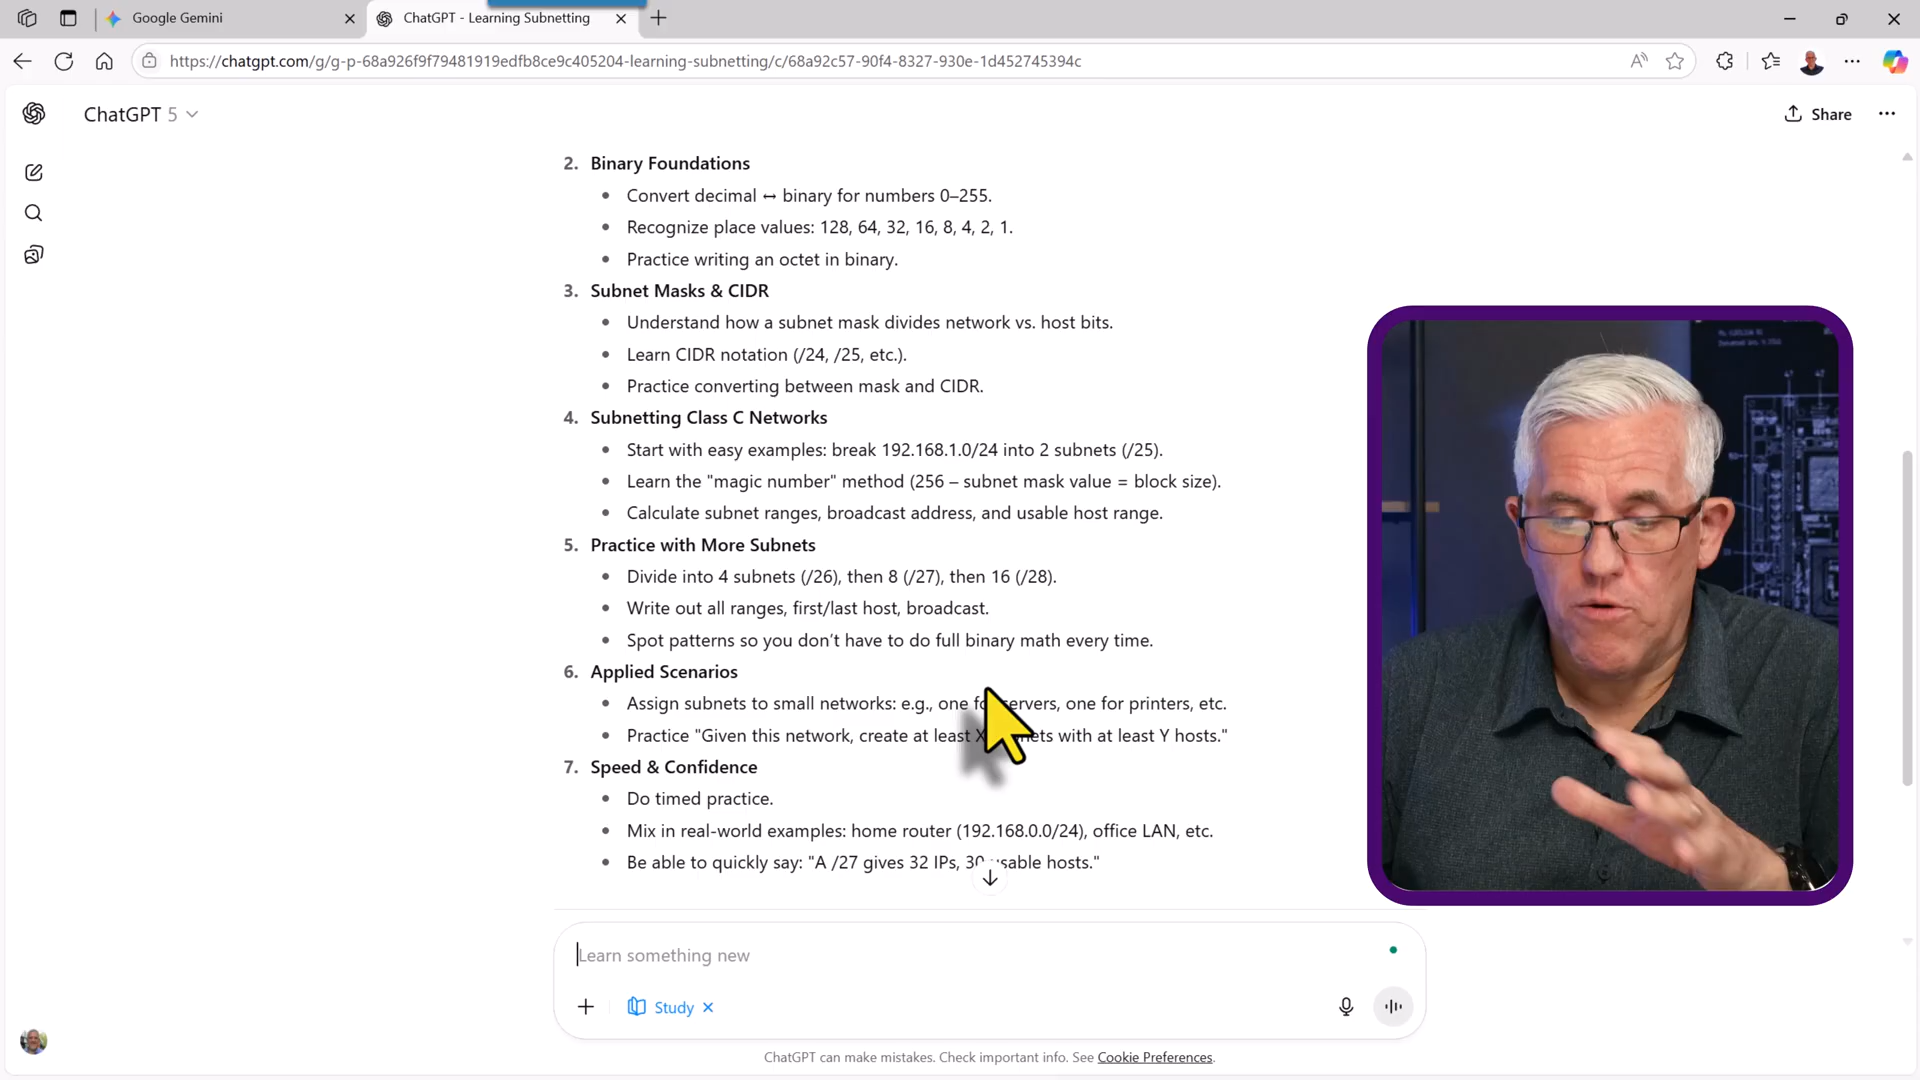 Google Gemini
ChatGPT - Learning Subnetting
https://chatgpt.com/g/g-p-68a926f9f79481919edfb8ce9c405204-learning-subnetting/c/68a92c57-90f4-8327-930e-1d452745394c
ChatGPT 5
Share
2. Binary Foundations
• Convert decimal ↔ binary for numbers 0–255.
• Recognize place values: 128, 64, 32, 16, 8, 4, 2, 1.
• Practice writing an octet in binary.
3. Subnet Masks & CIDR
• Understand how a subnet mask divides network vs. host bits.
• Learn CIDR notation (/24, /25, etc.).
• Practice converting between mask and CIDR.
4. Subnetting Class C Networks
• Start with easy examples: break 192.168.1.0/24 into 2 subnets (/25).
• Learn the "magic number" method (256 – subnet mask value = block size).
• Calculate subnet ranges, broadcast address, and usable host range.
5. Practice with More Subnets
• Divide into 4 subnets (/26), then 8 (/27), then 16 (/28).
• Write out all ranges, first/last host, broadcast.
• Spot patterns so you don’t have to do full binary math every time.
6. Applied Scenarios
• Assign subnets to small networks: e.g., one for servers, one for printers, etc.
• Practice "Given this network, create at least X subnets with at least Y hosts."
7. Speed & Confidence
• Do timed practice.
• Mix in real-world examples: home router (192.168.0.0/24), office LAN, etc.
• Be able to quickly say: "A /27 gives 32 IPs, 30 usable hosts."
Learn something new
Study
ChatGPT can make mistakes. Check important info. See Cookie Preferences.